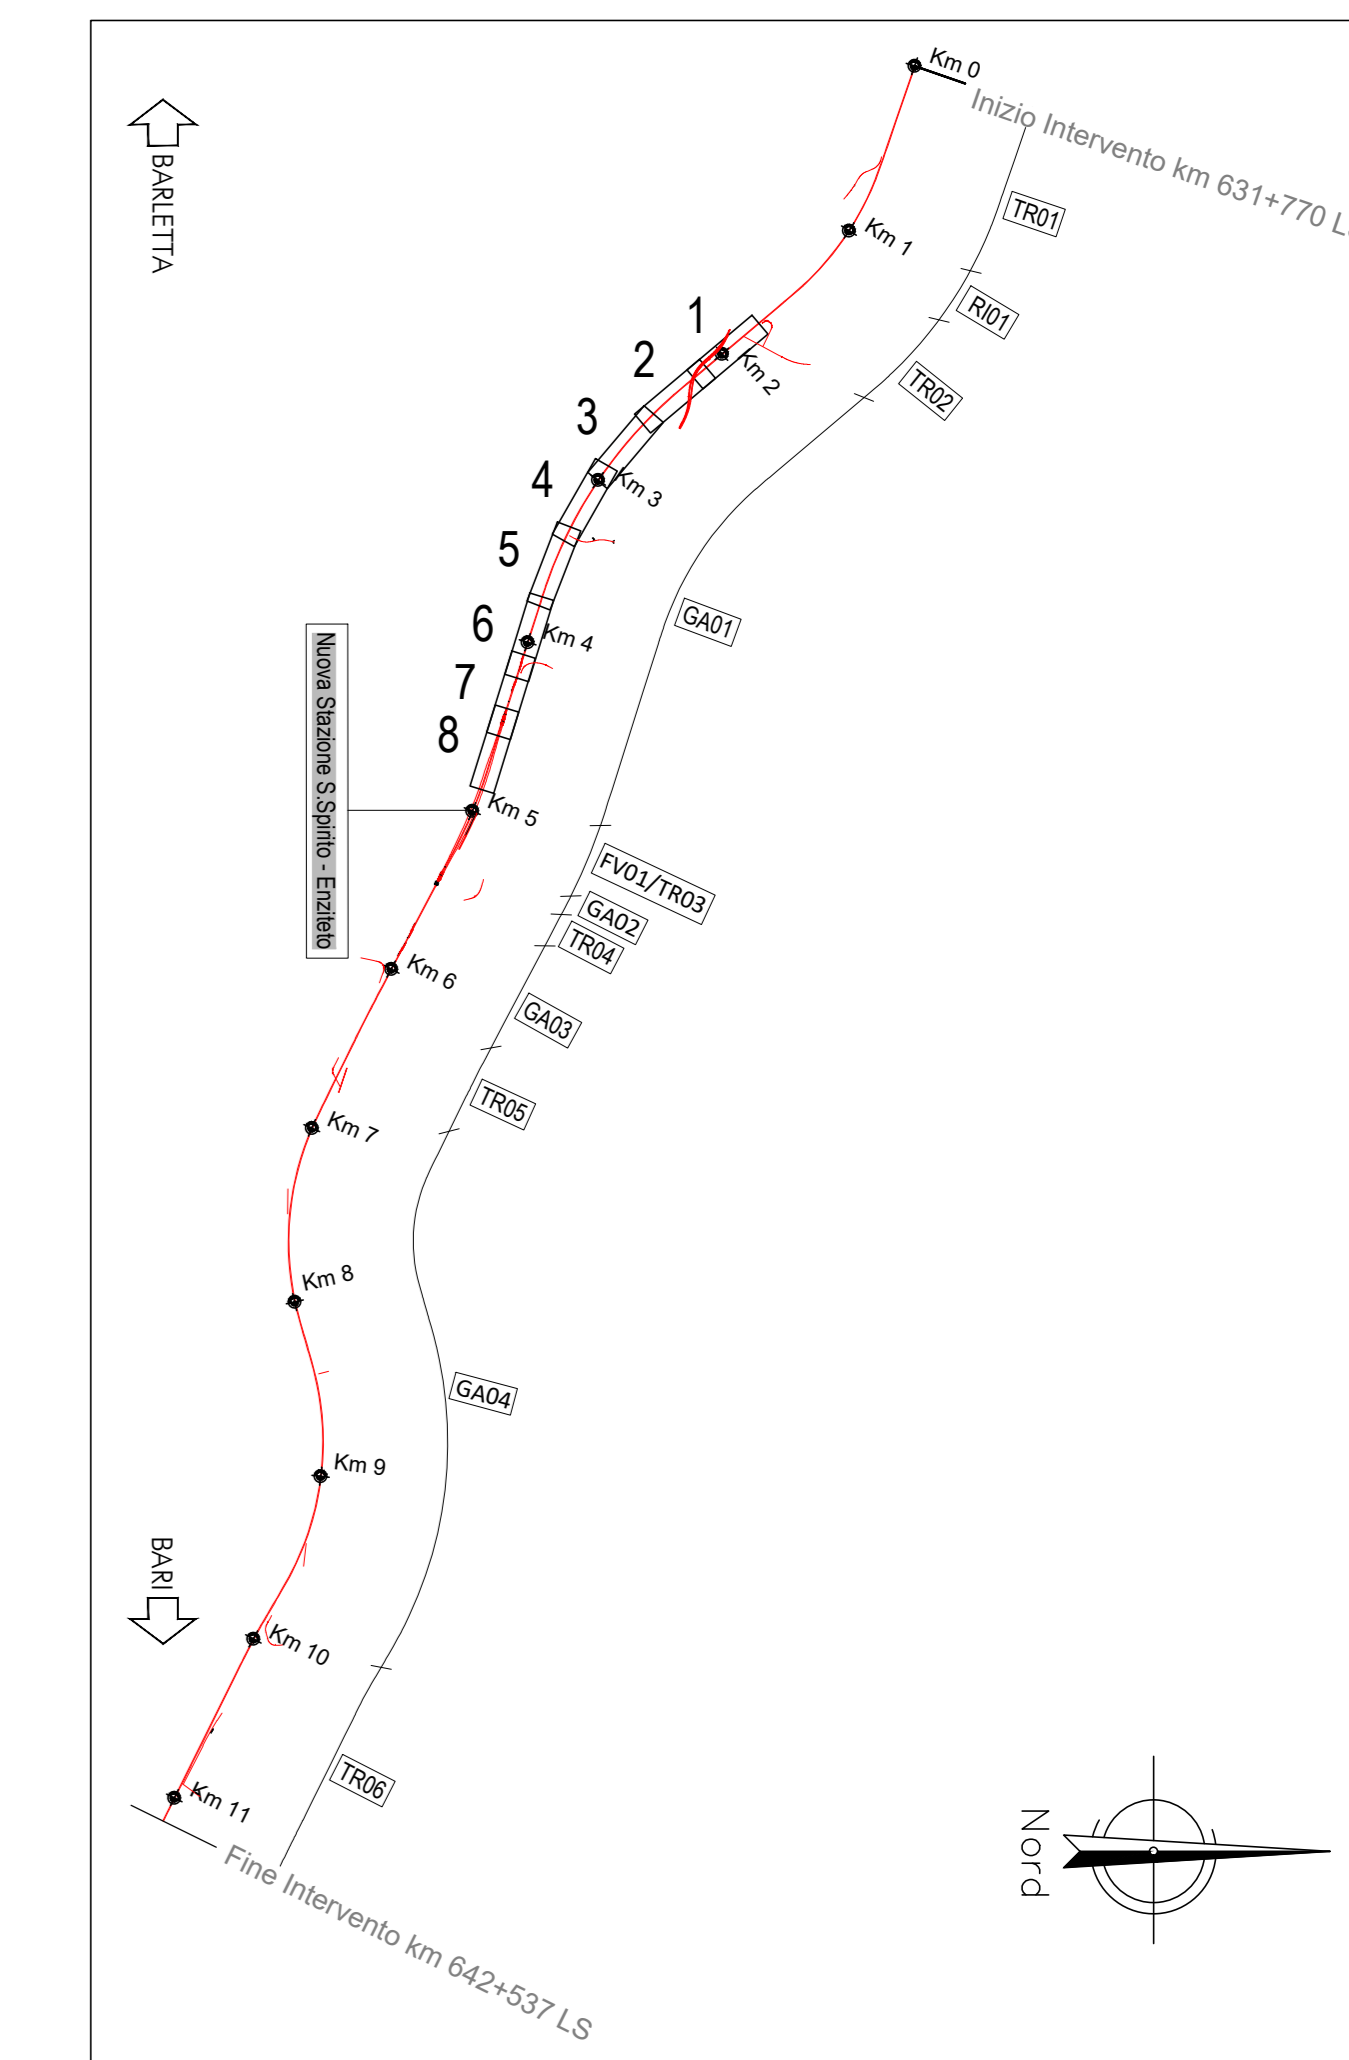 Km 0
Inizio Intervento km 631+770
BARLETTA
TR01
Km 1
RI01
1
Km 2
2
TR02
3
Km 3
4
5
GA01
6
Km 4
7
8
Nuova Stazione S.Spirito - Enziteto
Km 5
FV01/TR03
GA02
TR04
Km 6
GA03
TR05
Km 7
Km 8
GA04
Km 9
BARI
Km 10
TR06
Km 11
Nord
Fine Intervento km 642+537 LS